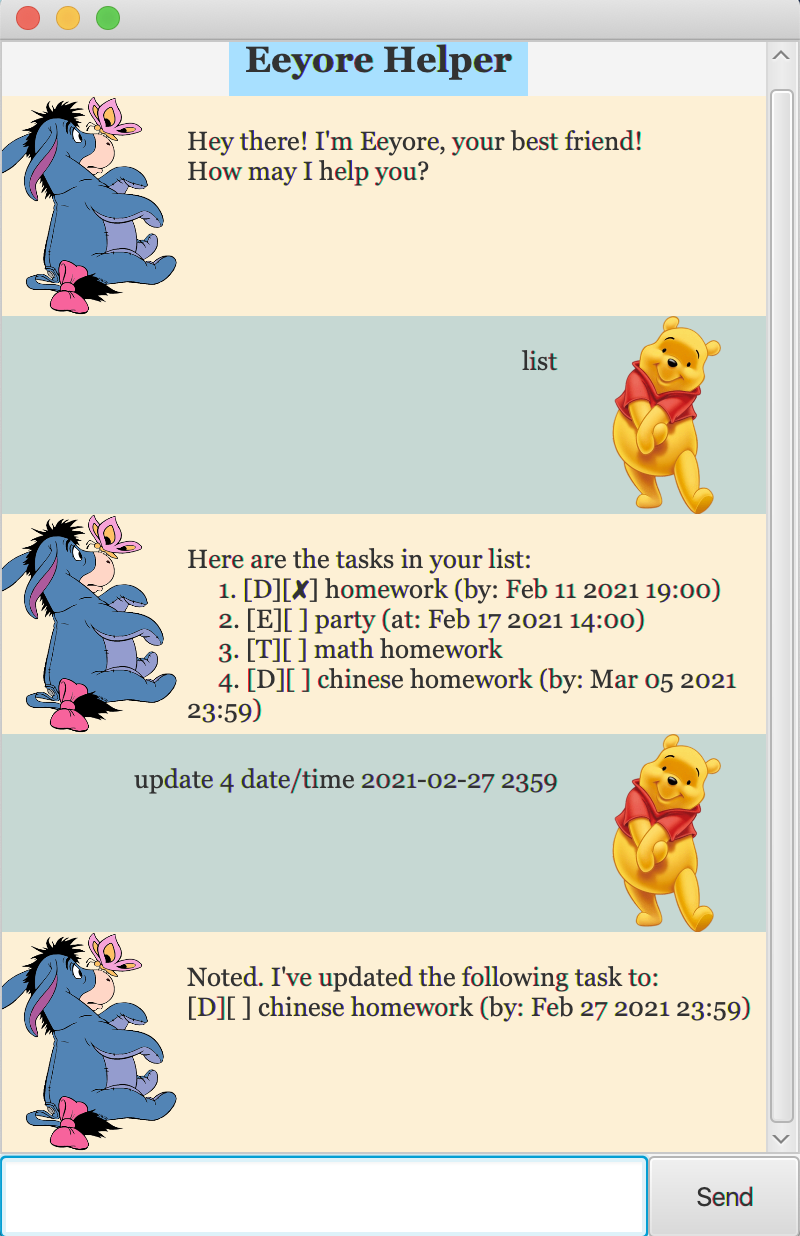 Eeyore Helper
Hey there! I'm Eeyore, your best friend!
How may I help you?
list
Here are the tasks in your list:
1. [D][✘] homework (by: Feb 11 2021 19:00)
2. [E][ ] party (at: Feb 17 2021 14:00)
3. [T][ ] math homework
4. [D][ ] chinese homework (by: Mar 05 2021
23:59)
update 4 date/time 2021-02-27 2359
Noted. I've updated the following task to:
[D][ ] chinese homework (by: Feb 27 2021 23:59)
Send